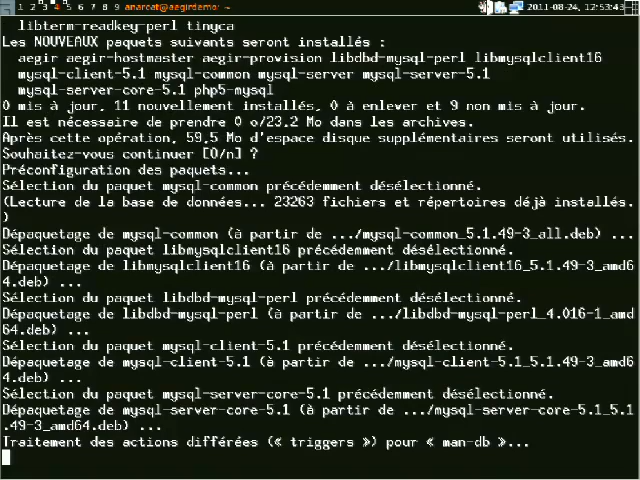 1 2 3 4 5 6 7 8 9 anarcat@aegirdemo: ~ 2011-08-24, 12:53:43
libterm-readkey-perl tinyca
Les NOUVEAUX paquets suivants seront installés :
aegir aegir-hostmaster aegir-provision libdbd-mysql-perl libmysqlclient16
mysql-client-5.1 mysql-common mysql-server mysql-server-5.1
mysql-server-core-5.1 php5-mysql
0 mis à jour, 11 nouvellement installés, 0 à enlever et 9 non mis à jour.
Il est nécessaire de prendre 0 o/23,2 Mo dans les archives.
Après cette opération, 59,5 Mo d'espace disque supplémentaires seront utilisés.
Souhaitez-vous continuer [O/n] ?
Préconfiguration des paquets...
Sélection du paquet mysql-common précédemment désélectionné.
(Lecture de la base de données... 23263 fichiers et répertoires déjà installés.
)
Dépaquetage de mysql-common (à partir de .../mysql-common_5.1.49-3_all.deb) ...
Sélection du paquet libmysqlclient16 précédemment désélectionné.
Dépaquetage de libmysqlclient16 (à partir de .../libmysqlclient16_5.1.49-3_amd6
4.deb) ...
Sélection du paquet libdbd-mysql-perl précédemment désélectionné.
Dépaquetage de libdbd-mysql-perl (à partir de .../libdbd-mysql-perl_4.016-1_amd
64.deb) ...
Sélection du paquet mysql-client-5.1 précédemment désélectionné.
Dépaquetage de mysql-client-5.1 (à partir de .../mysql-client-5.1_5.1.49-3_amd6
4.deb) ...
Sélection du paquet mysql-server-core-5.1 précédemment désélectionné.
Dépaquetage de mysql-server-core-5.1 (à partir de .../mysql-server-core-5.1_5.1
.49-3_amd64.deb) ...
Traitement des actions différées (« triggers ») pour « man-db »...